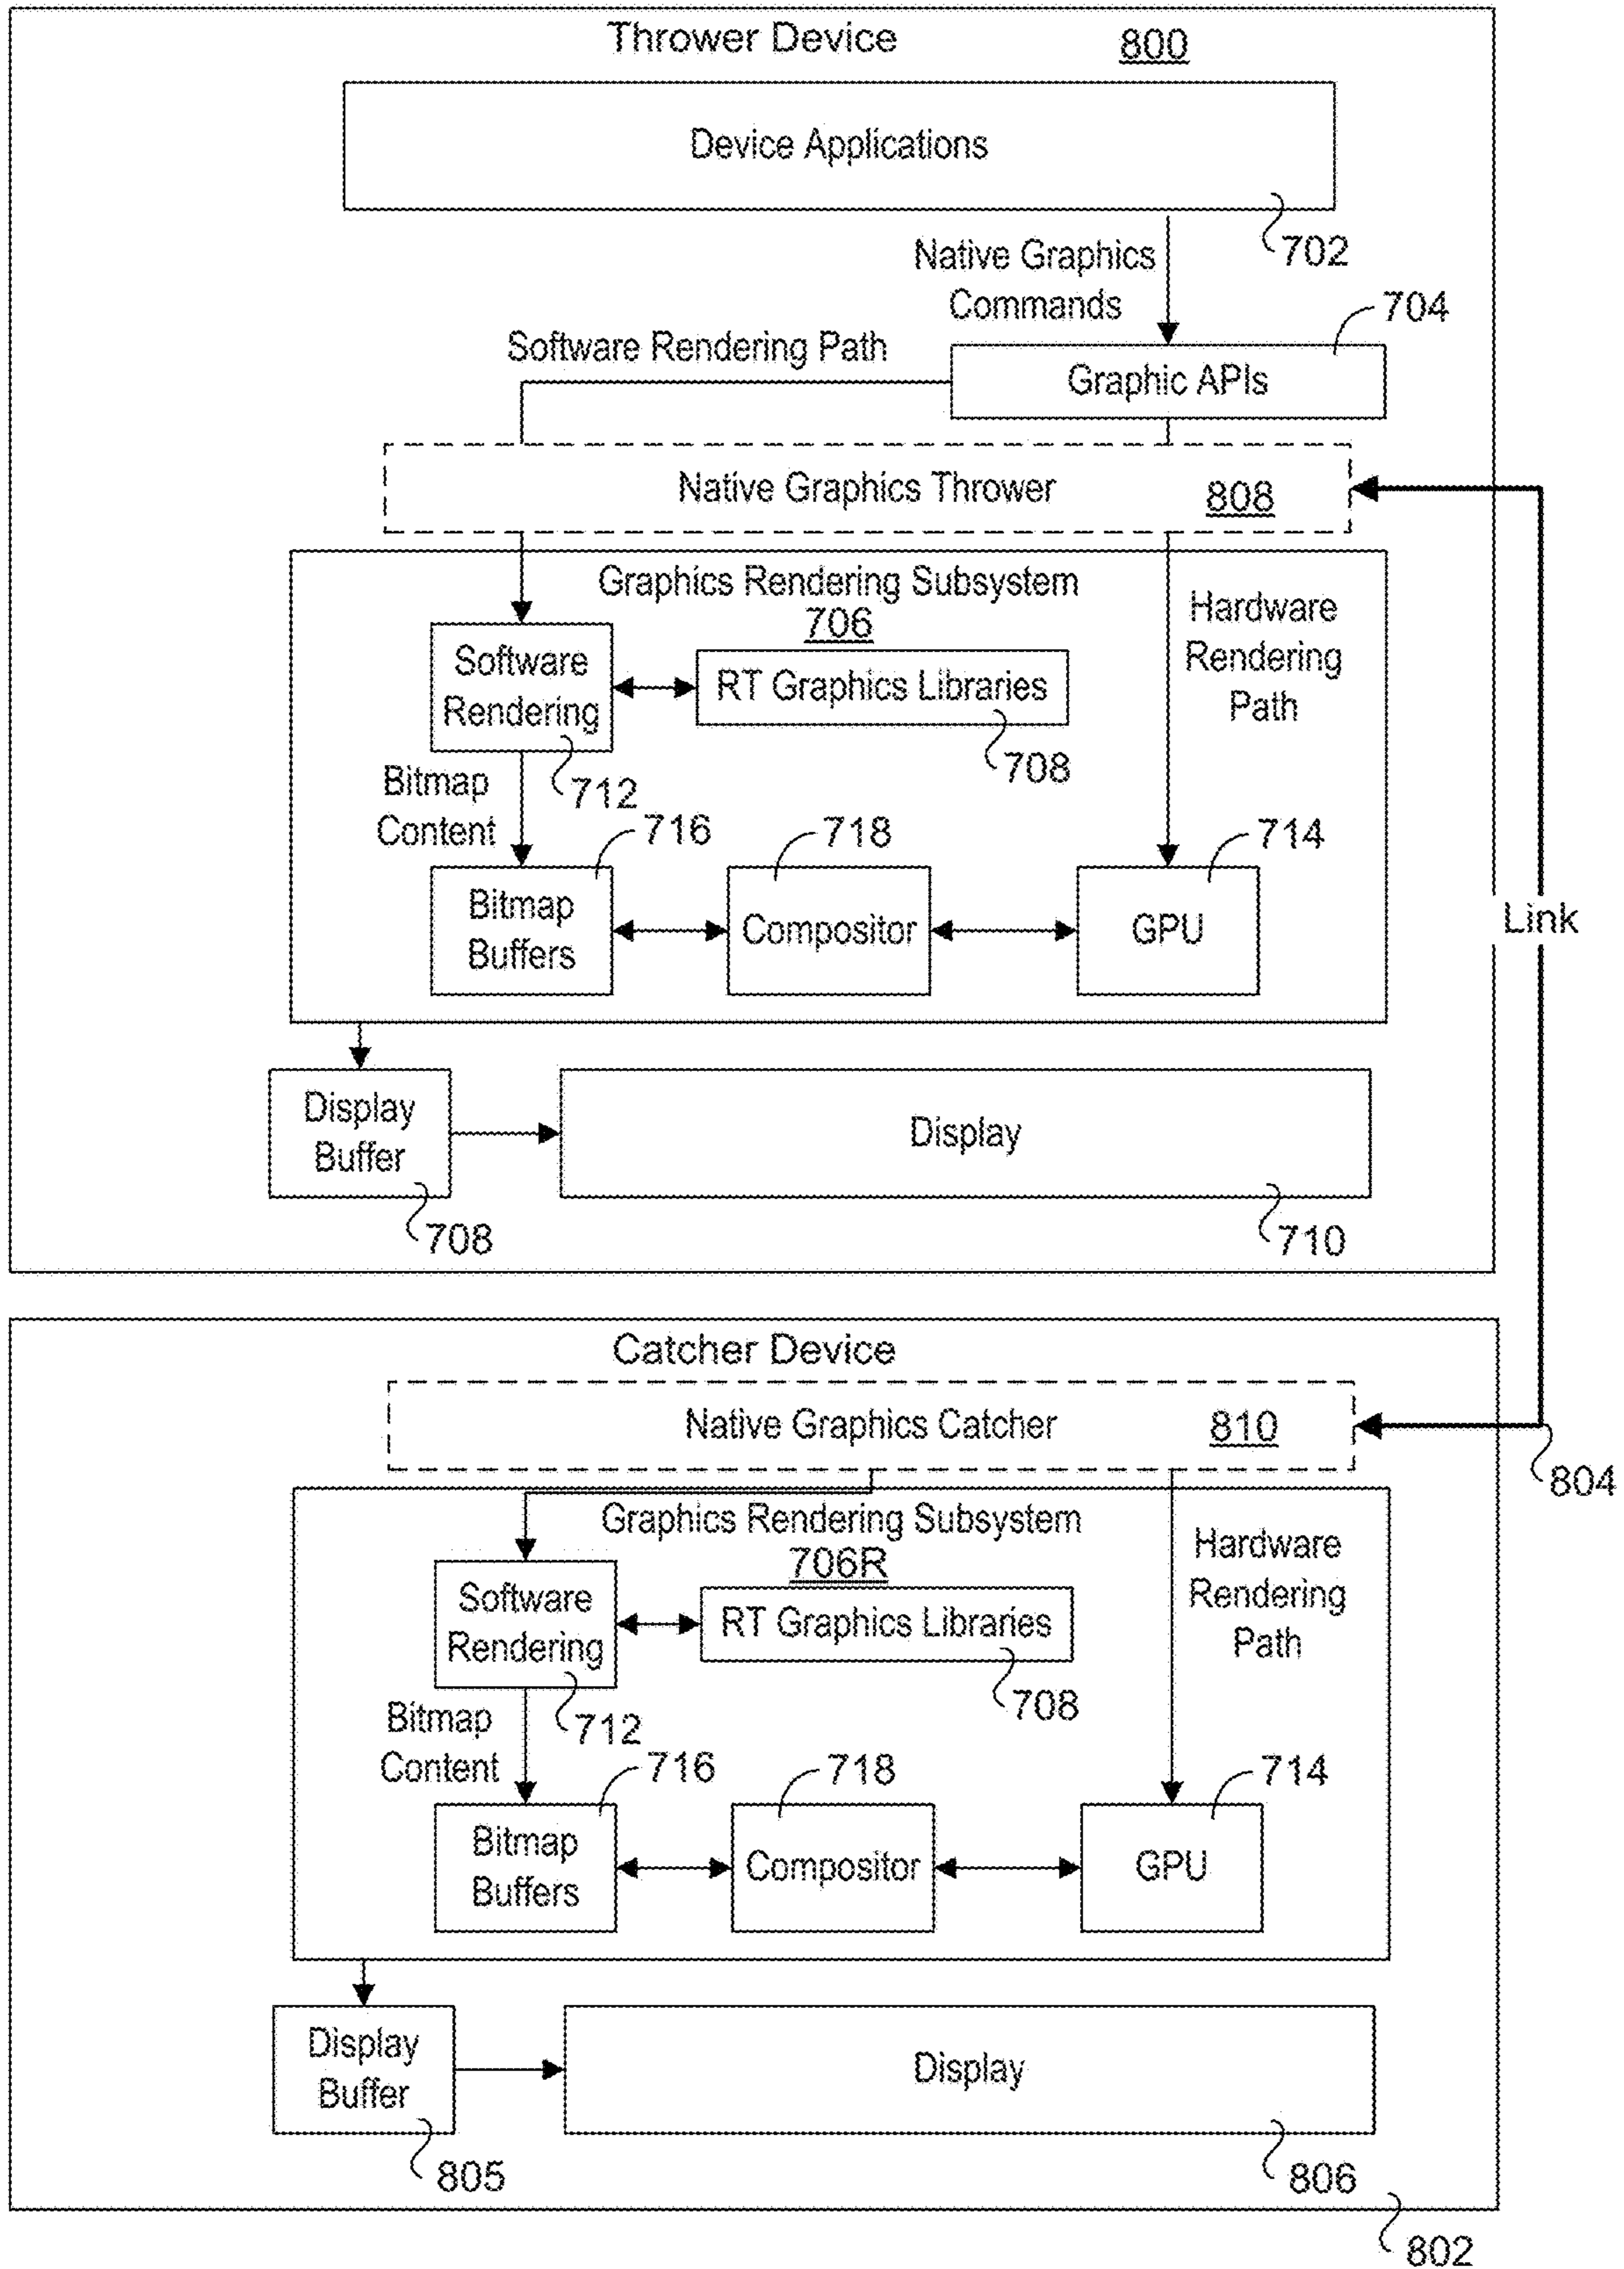 Thrower Device 800
Device Applications
702
Native Graphics
Commands
704
Software Rendering Path
Graphic APIs
Native Graphics Thrower 808
Graphics Rendering Subsystem
706
Hardware
Rendering
Path
Software
Rendering
RT Graphics Libraries
708
712
Bitmap
Content
716
718
714
Bitmap
Buffers
Compositor
GPU
Link
Display
Buffer
Display
708
710
Catcher Device
Native Graphics Catcher 810
804
Graphics Rendering Subsystem
706R
Hardware
Rendering
Path
Software
Rendering
RT Graphics Libraries
708
712
Bitmap
Content
716
718
714
Bitmap
Buffers
Compositor
GPU
Display
Buffer
Display
805
806
802